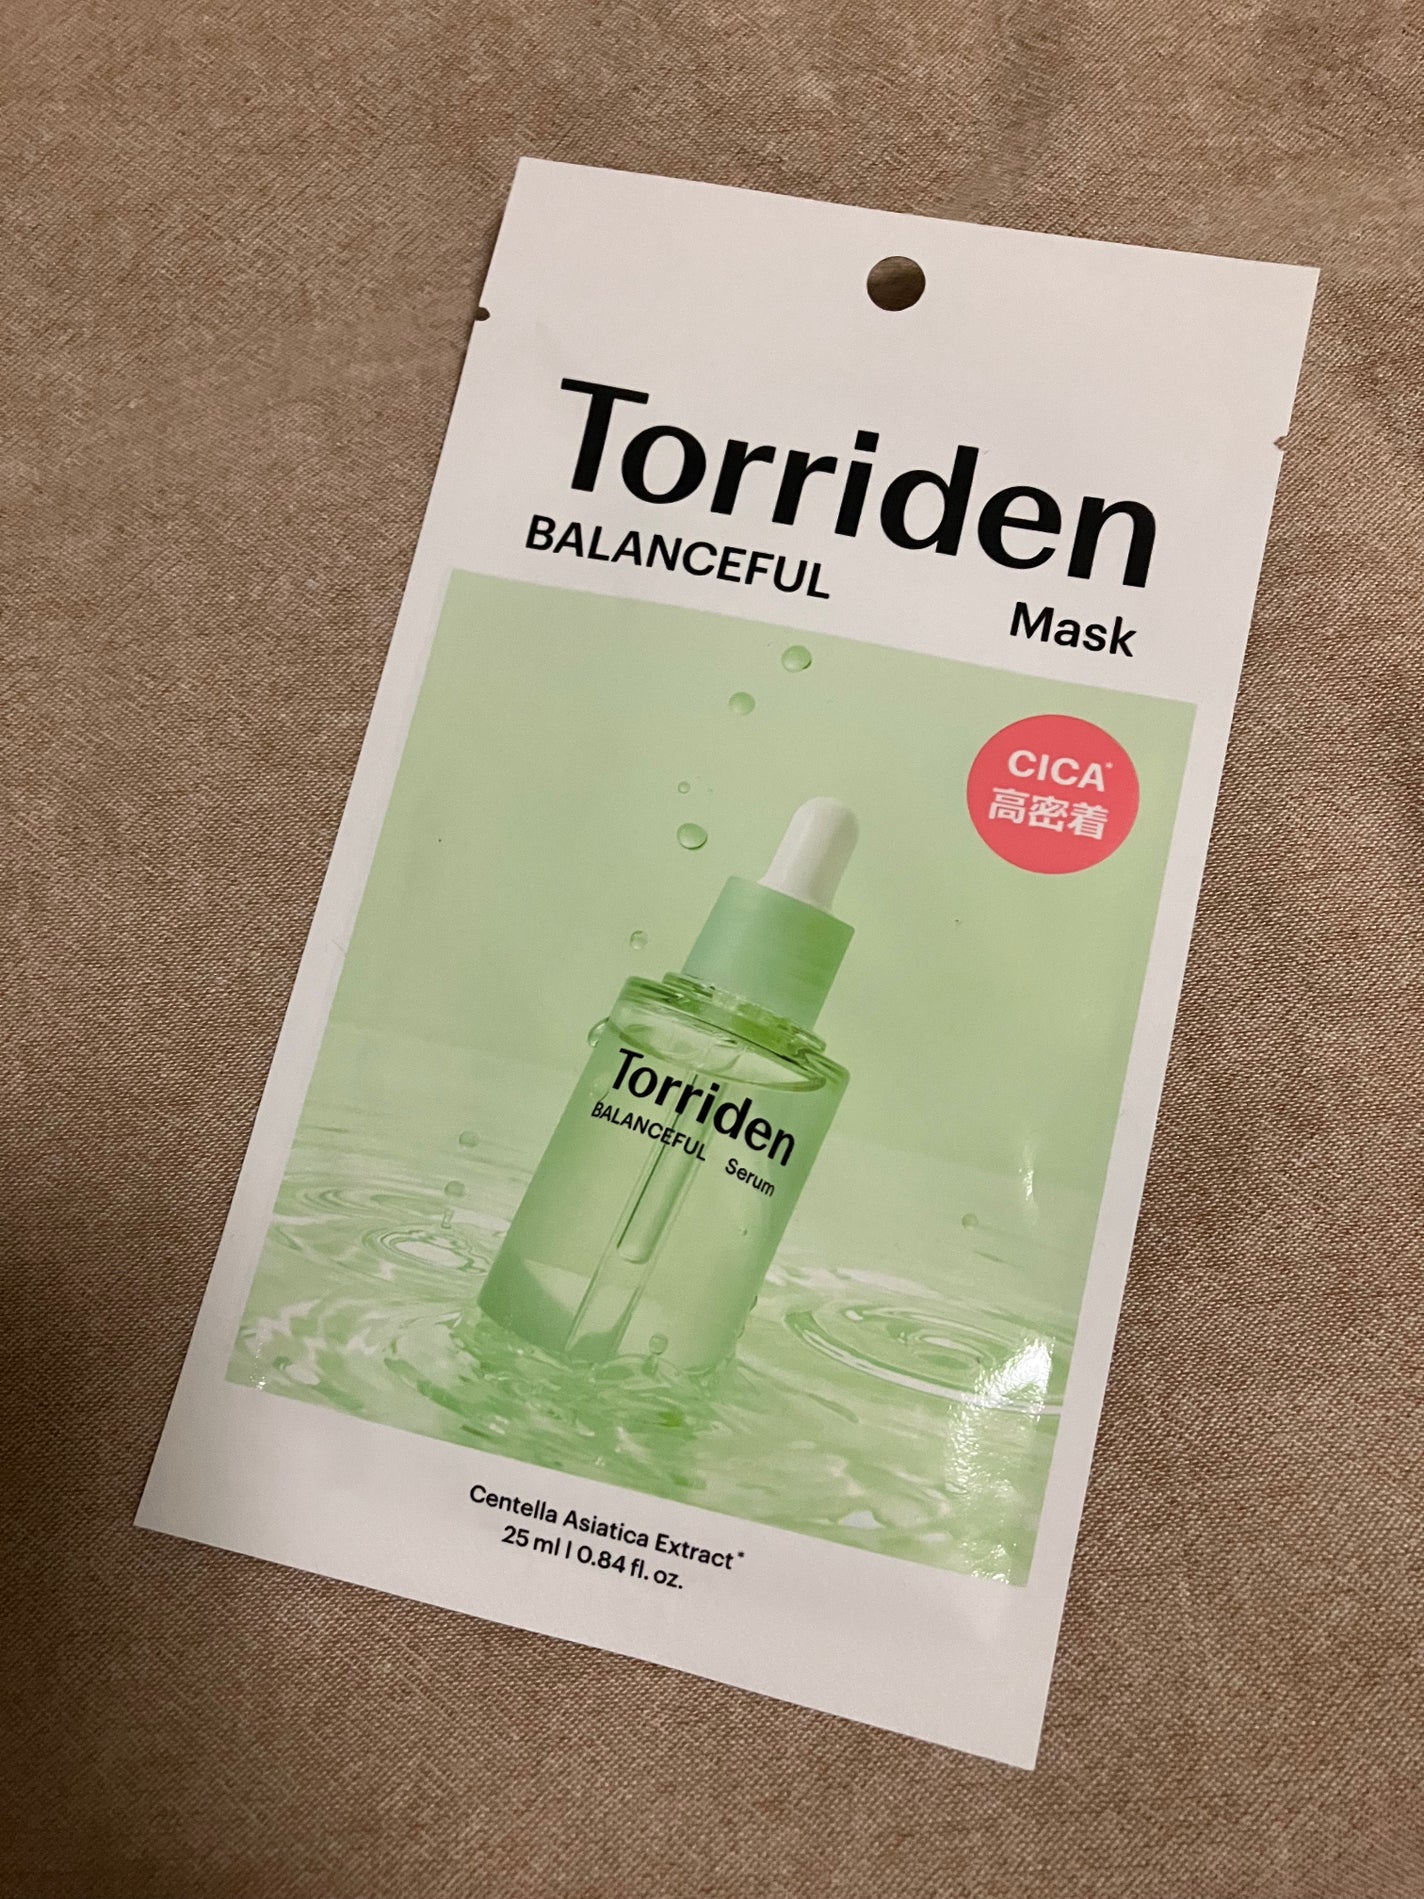 Torriden
BALANCEFUL
Mask
CICA*
高密着
Torriden
BALANCEFUL Serum
Centella Asiatica Extract*
25 ml | 0.84 fl. oz.